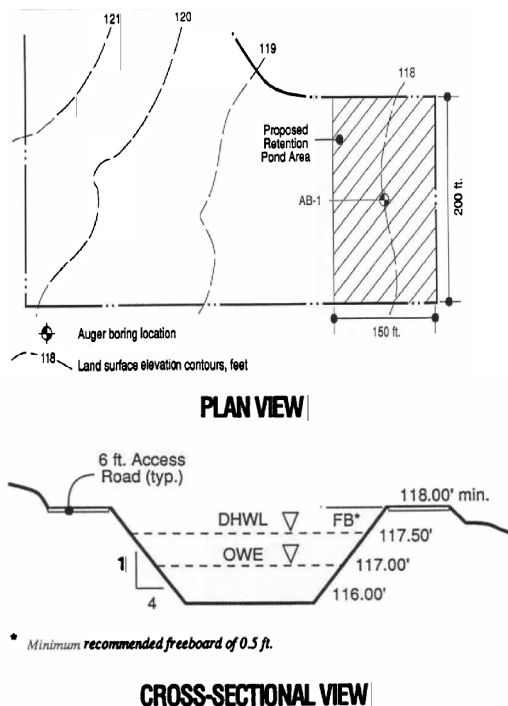 121
120
119
118
Proposed
Retention
Pond Area
AB-1
200 ft.
150 ft.
Auger boring location
118 Land surface elevation contours, feet
PLAN VIEW
6 ft. Access
Road (typ.)
118.00' min.
DHWL
FB*
117.50'
OWE
117.00'
1
4
116.00'
* Minimum recommended freeboard of 0.5 ft.
CROSS-SECTIONAL VIEW